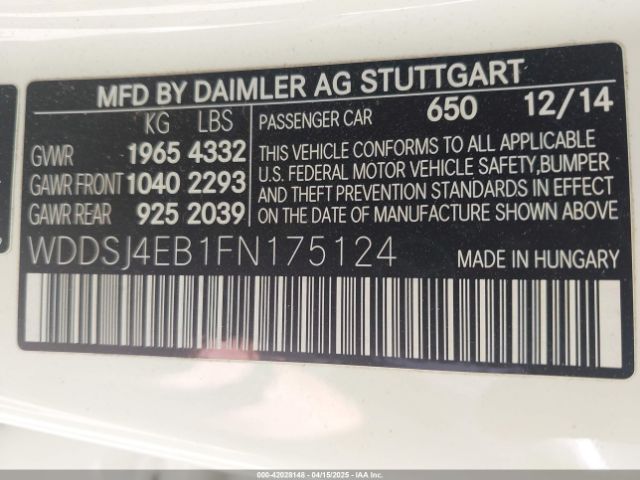 MFD BY DAIMLER AG STUTTGART
KG LBS
GVWR 1965 4332
GAWR FRONT 1040 2293
GAWR REAR 925 2039
PASSENGER CAR 650 12/14
THIS VEHICLE CONFORMS TO ALL APPLICABLE
U.S. FEDERAL MOTOR VEHICLE SAFETY,BUMPER
AND THEFT PREVENTION STANDARDS IN EFFECT
ON THE DATE OF MANUFACTURE SHOWN ABOVE
WDDSJ4EB1FN175124
MADE IN HUNGARY
000-42028148 - 04/15/2025 - IAA Inc.